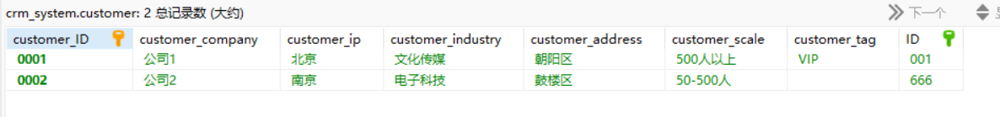 crm_system.customer: 2 总记录数 (大约) 下一个
customer_ID customer_company customer_ip customer_industry customer_address customer_scale customer_tag ID
0001 公司1 北京 文化传媒 朝阳区 500人以上 VIP 001
0002 公司2 南京 电子科技 鼓楼区 50-500人 666